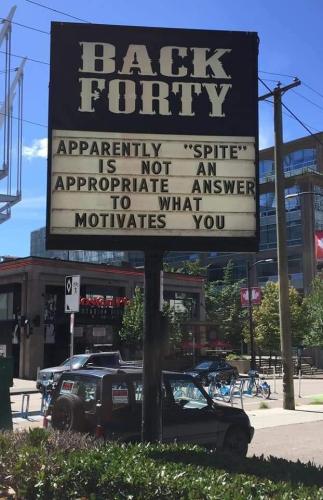 BACK
FORTY
APPARENTLY "SPITE"
IS NOT AN
APPROPRIATE ANSWER
TO WHAT
MOTIVATES YOU